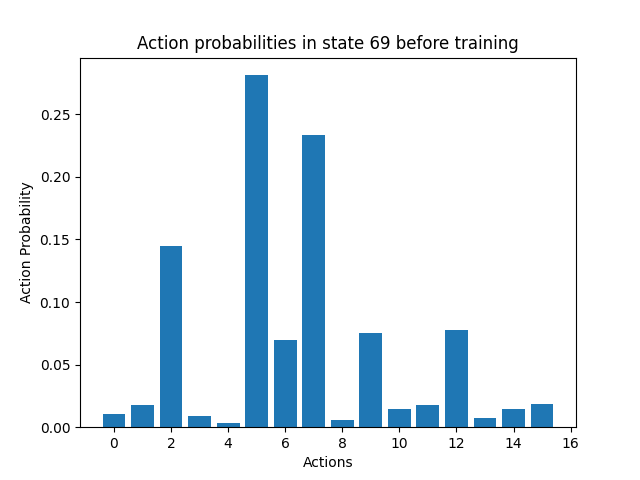 Action probabilities in state 69 before training
0.25
0.20
0.15
0.10
0.05
0.00
Action Probability
0 2 4 6 8 10 12 14 16
Actions